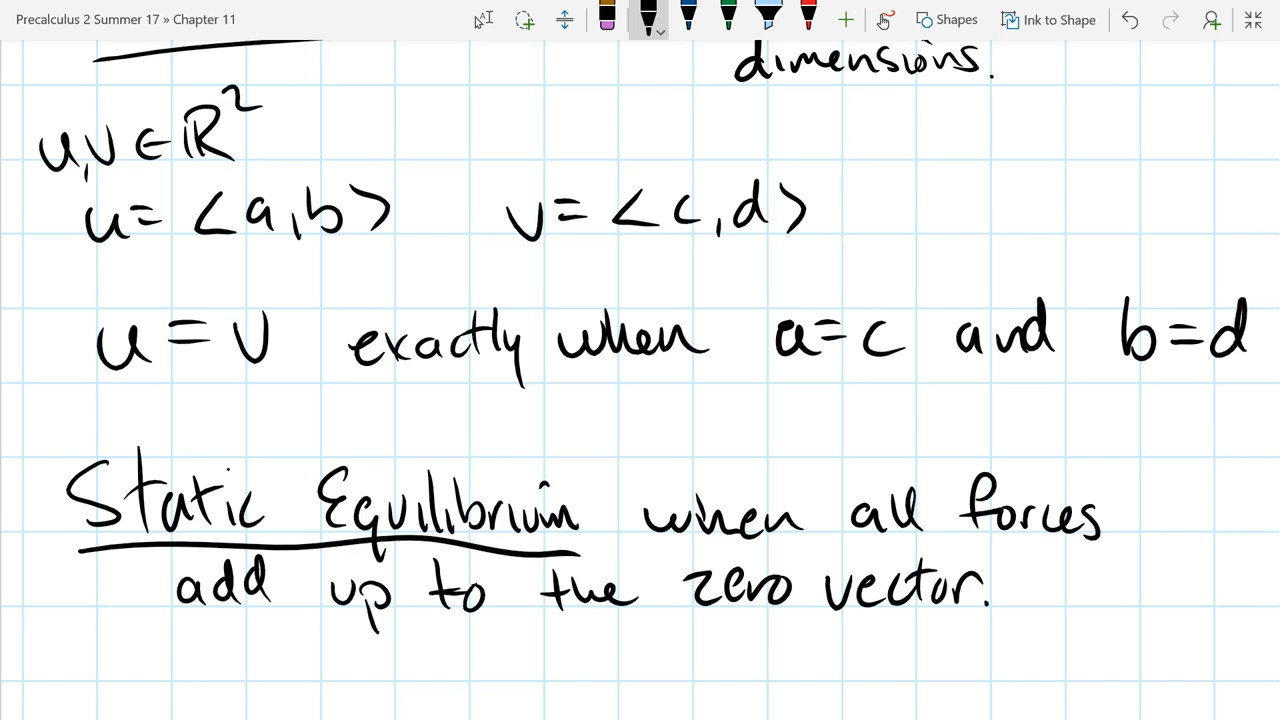 Precalculus 2 Summer 17 » Chapter 11
Shapes
Ink to Shape
dimensions.
u,v ∈ ℝ²
u = <a,b> v = <c,d>
u = v exactly when a=c and b=d
Static Equilibrium when all forces
add up to the zero vector.